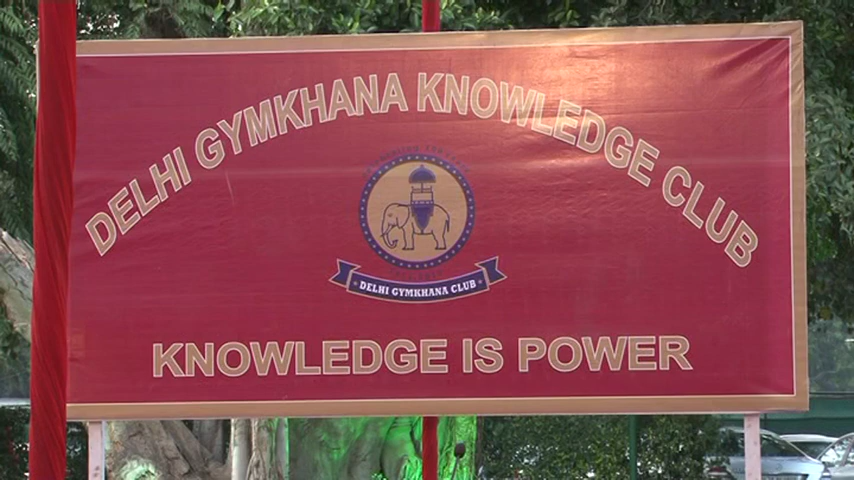 DELHI GYMKHANA KNOWLEDGE CLUB
DELHI GYMKHANA CLUB
KNOWLEDGE IS POWER